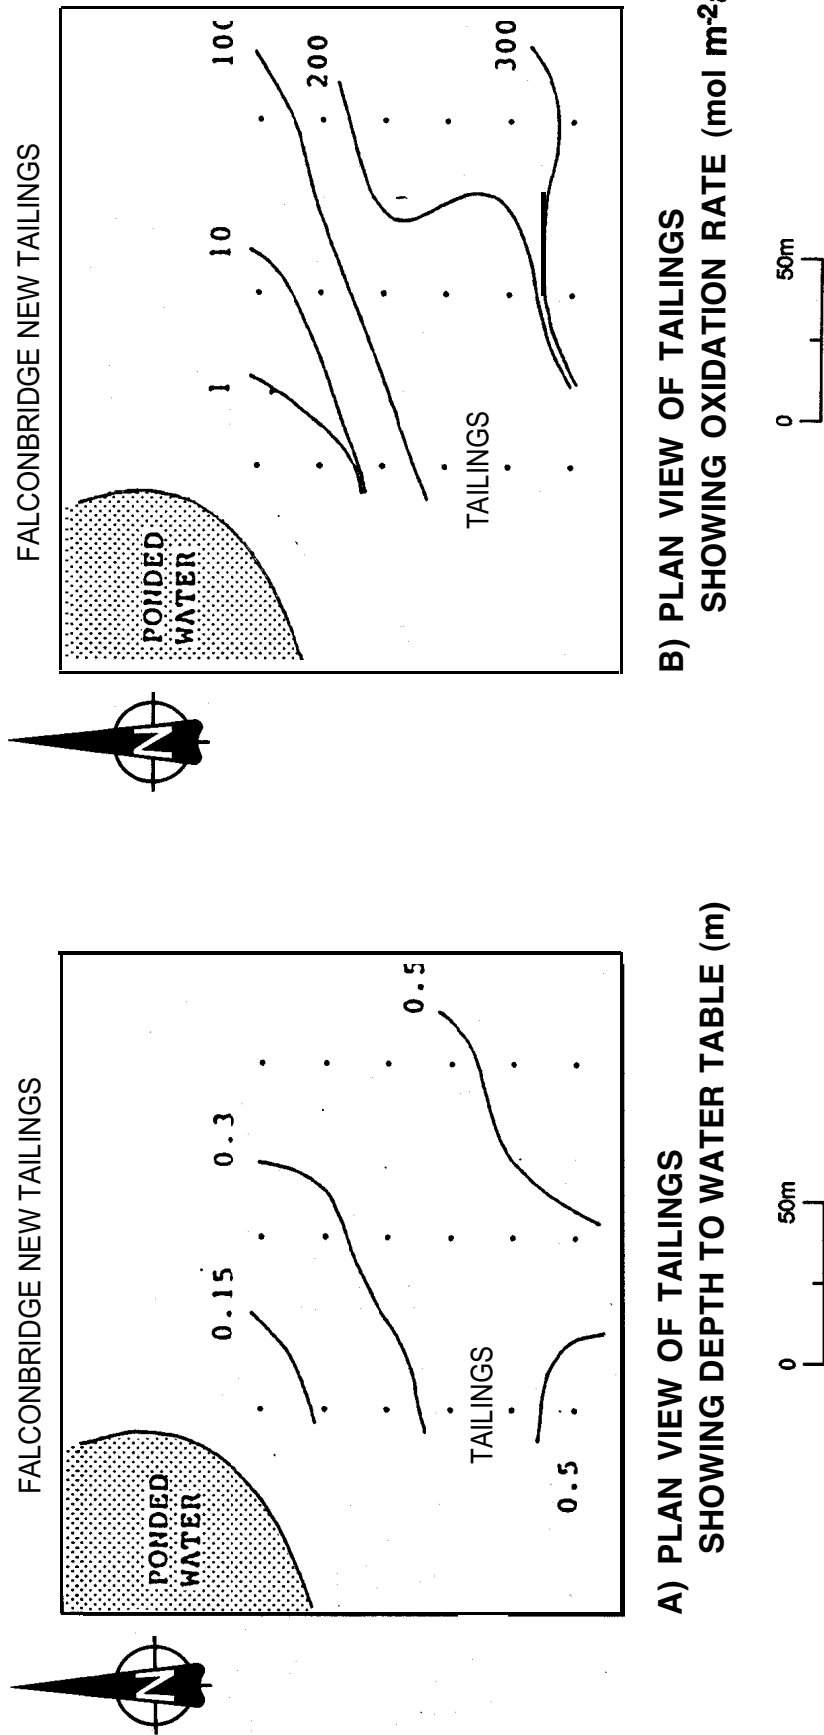 FALCONBRIDGE NEW TAILINGS
N
PONDED
WATER
0.15
0.3
0.5
0.5
TAILINGS
A) PLAN VIEW OF TAILINGS
SHOWING DEPTH TO WATER TABLE (m)
0 50m
FALCONBRIDGE NEW TAILINGS
N
PONDED
WATER
1
10
200
300
TAILINGS
B) PLAN VIEW OF TAILINGS
SHOWING OXIDATION RATE (mol m-2
0 50m